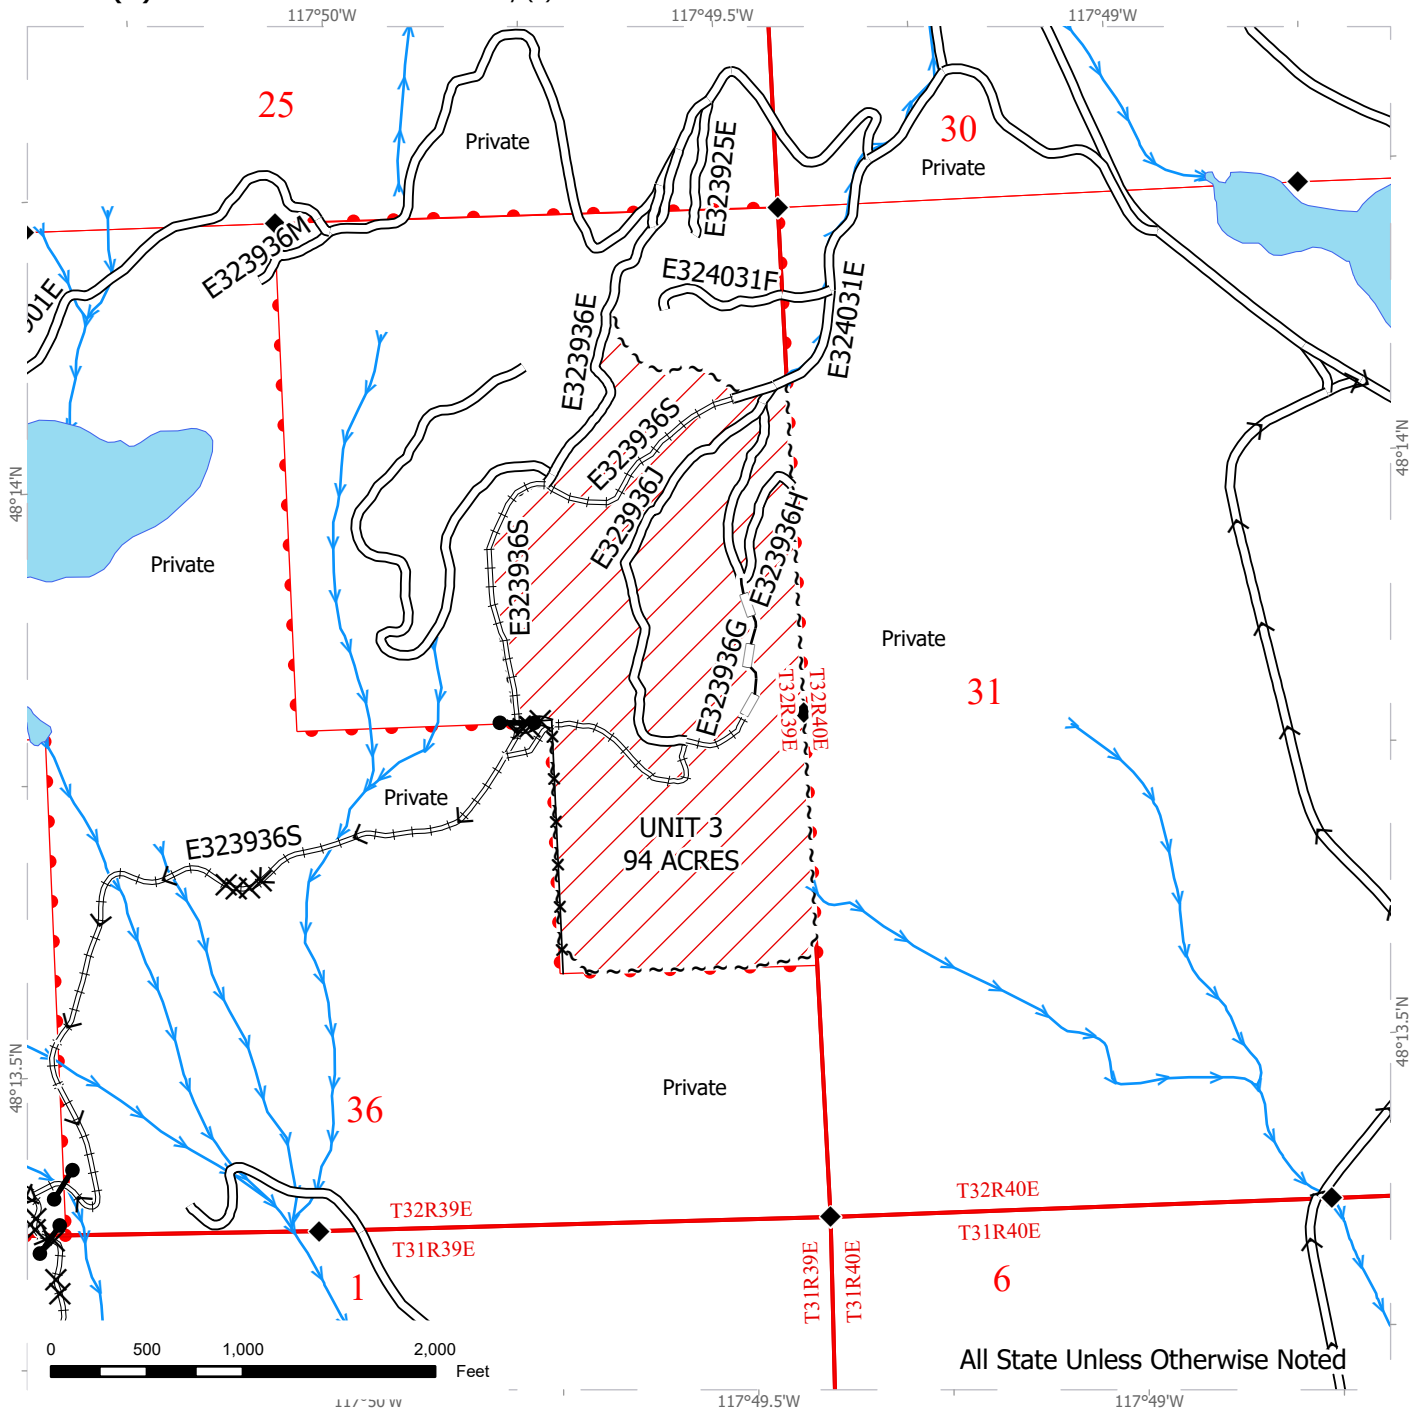 117°50'W
117°49.5'W
117°49'W
25
Private
30
Private
E323925E
E323936M
E324031F
E324031E
E323936E
E323936S
48°14'N
48°14'N
E323936J
E323936H
E323936S
Private
Private
E323936G
31
T32R39E
T32R40E
Private
E323936S
UNIT 3
94 ACRES
48°13.5'N
48°13.5'N
Private
36
T32R39E
T31R39E
T32R40E
T31R40E
T31R39E
T31R40E
1
6
0 500 1,000 2,000
Feet
All State Unless Otherwise Noted
117°50'W
117°49.5'W
117°49'W